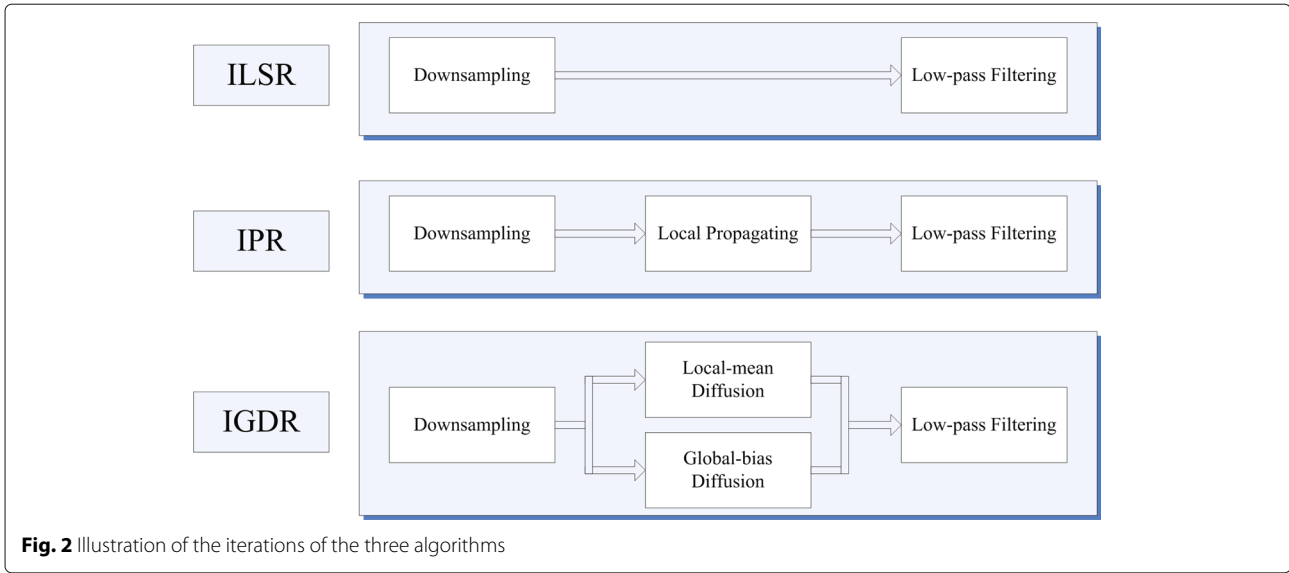 ILSR
Downsampling
Low-pass Filtering
IPR
Downsampling
Local Propagating
Low-pass Filtering
IGDR
Downsampling
Local-mean
Diffusion
Global-bias
Diffusion
Low-pass Filtering
Fig. 2 Illustration of the iterations of the three algorithms